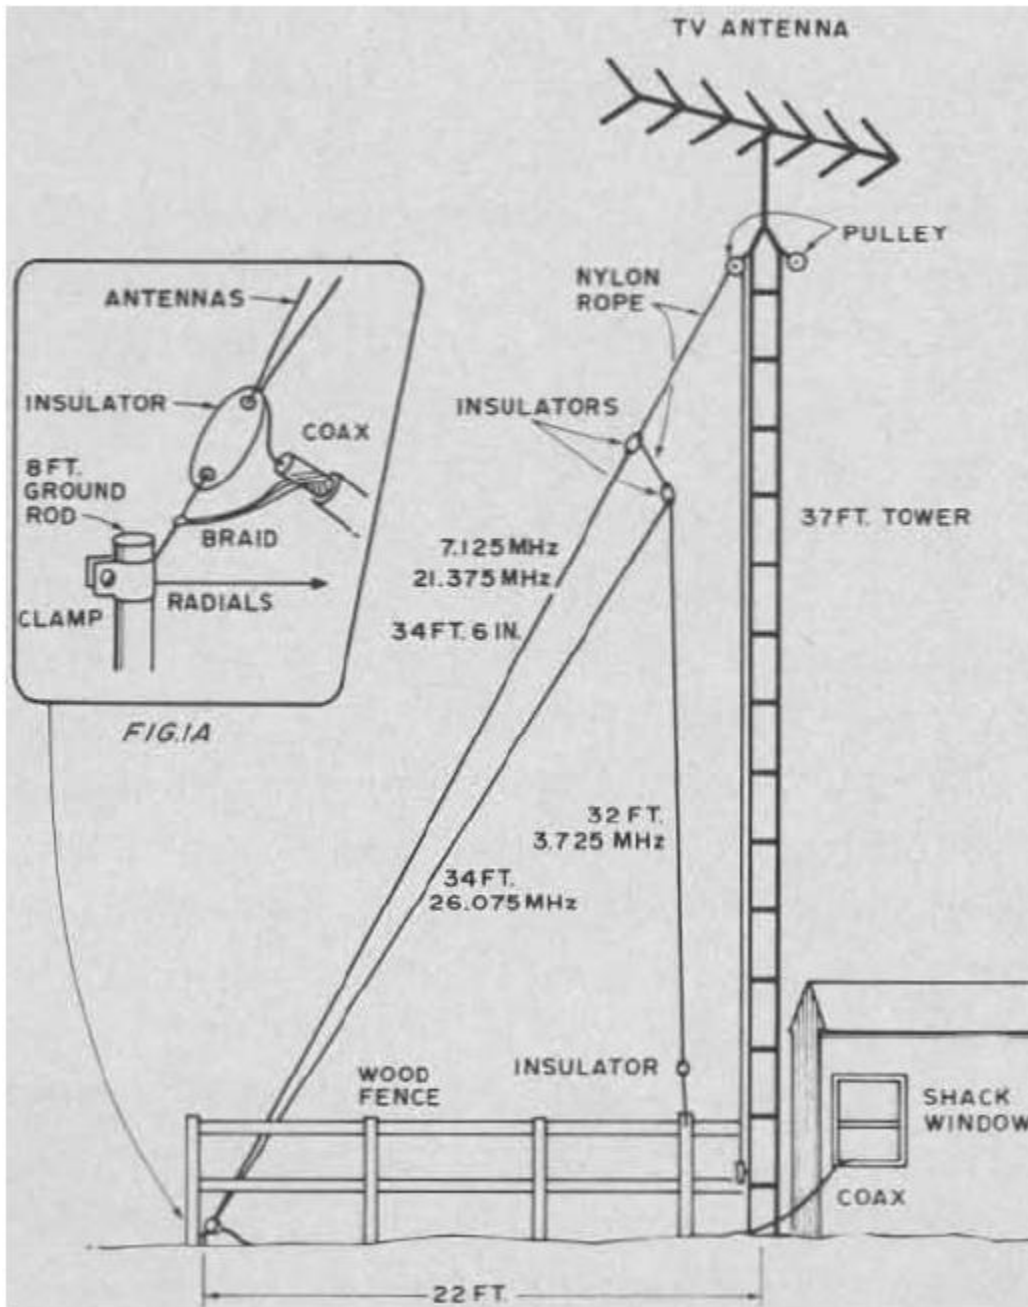 TV ANTENNA
PULLEY
NYLON
ROPE
ANTENNAS
INSULATOR
COAX
8 FT.
GROUND
ROD
BRAID
CLAMP
RADIALS
FIG.1A
INSULATORS
37 FT. TOWER
7.125 MHz
21.375 MHz
34 FT. 6 IN.
32 FT.
3.725 MHz
34 FT.
26.075 MHz
INSULATOR
WOOD
FENCE
SHACK
WINDOW
COAX
22 FT.